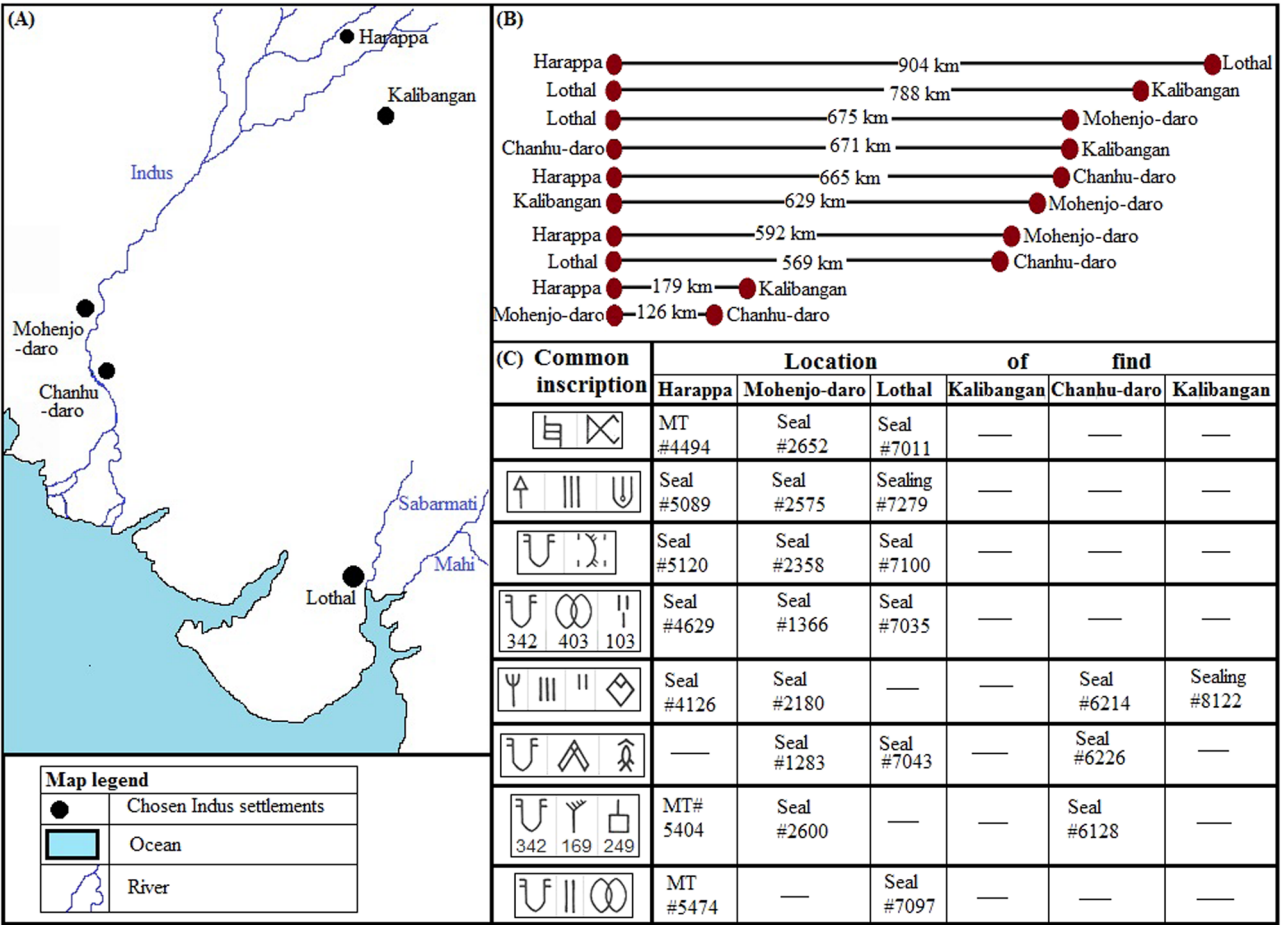 (A)
Harappa
Kalibangan
Indus
Mohenjo
-daro
Chanhu
-daro
Sabarmati
Mahi
Lothal
Map legend
Chosen Indus settlements
Ocean
River
(B)
Harappa 904 km Lothal
Lothal 788 km Kalibangan
Lothal 675 km Mohenjo-daro
Chanhu-daro 671 km Kalibangan
Harappa 665 km Chanhu-daro
Kalibangan 629 km Mohenjo-daro
Harappa 592 km Mohenjo-daro
Lothal 569 km Chanhu-daro
Harappa 179 km Kalibangan
Mohenjo-daro 126 km Chanhu-daro
(C) Common inscription
Location of find
Harappa Mohenjo-daro Lothal Kalibangan Chanhu-daro Kalibangan
MT Seal Seal
#4494 #2652 #7011 — — —
Seal Seal Sealing
#5089 #2575 #7279 — — —
Seal Seal Seal
#5120 #2358 #7100 — — —
Seal Seal Seal
342 403 103 #4629 #1366 #7035 — — —
Seal Seal Seal Sealing
#4126 #2180 — — #6214 #8122
Seal Seal Seal
— #1283 #7043 — #6226 —
MT# Seal Seal
342 169 249 5404 #2600 — — #6128 —
MT Seal
#5474 — #7097 — — —